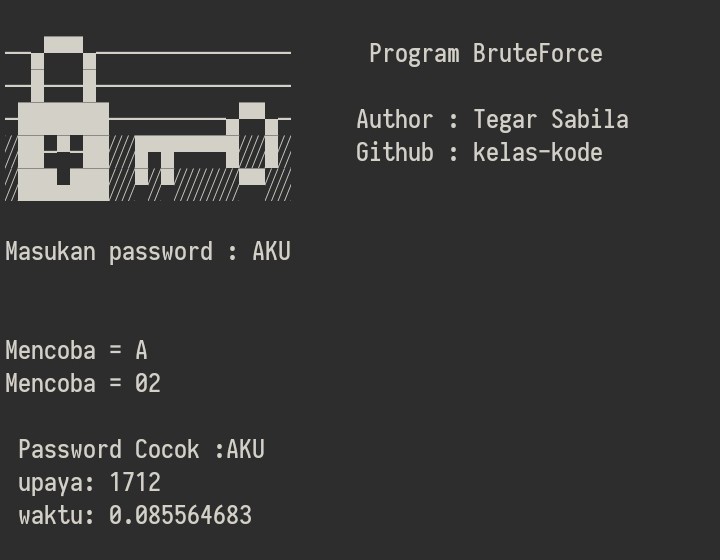 Program BruteForce
Author : Tegar Sabila
Github : kelas-kode
Masukan password : AKU
Mencoba = A
Mencoba = 02
Password Cocok :AKU
upaya: 1712
waktu: 0.085564683